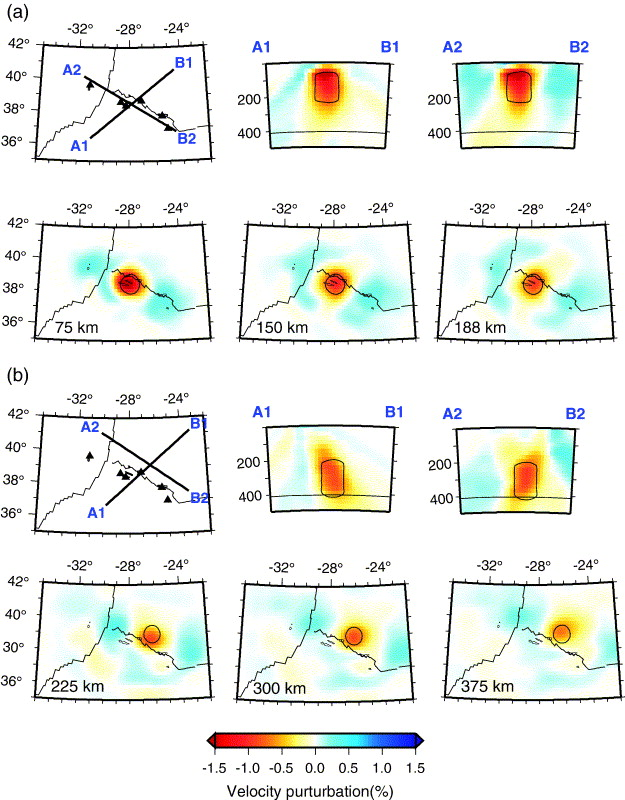 (a)
-32° -28° -24°
42° 40° 38° 36°
A2 B1 A1 B2
A1 B1
200
400
A2 B2
200
400
-32° -28° -24°
-32° -28° -24°
-32° -28° -24°
42° 40° 38° 36°
75 km
150 km
188 km
(b)
-32° -28° -24°
42° 40° 38° 36°
A2 B1 A1 B2
A1 B1
200
400
A2 B2
200
400
-32° -28° -24°
-32° -28° -24°
-32° -28° -24°
42° 40° 30° 36°
225 km
300 km
375 km
-1.5 -1.0 -0.5 0.0 0.5 1.0 1.5
Velocity purturbation(%)